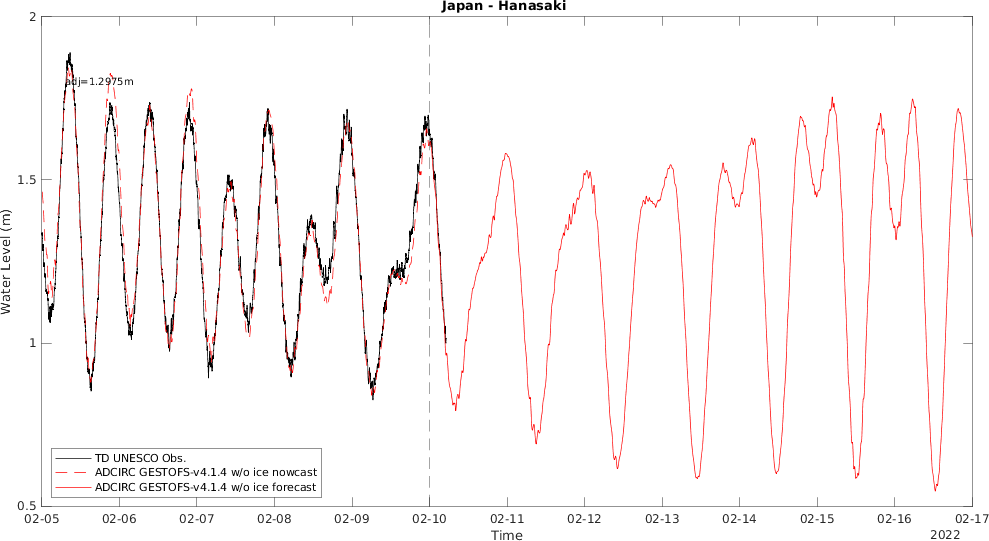 Japan - Hanasaki
2
1.5
1
0.5
Water Level (m)
adj=1.2975m
TD UNESCO Obs.
ADCIRC GESTOFS-v4.1.4 w/o ice nowcast
ADCIRC GESTOFS-v4.1.4 w/o ice forecast
02-05 02-06 02-07 02-08 02-09 02-10 02-11 02-12 02-13 02-14 02-15 02-16 02-17
Time
2022